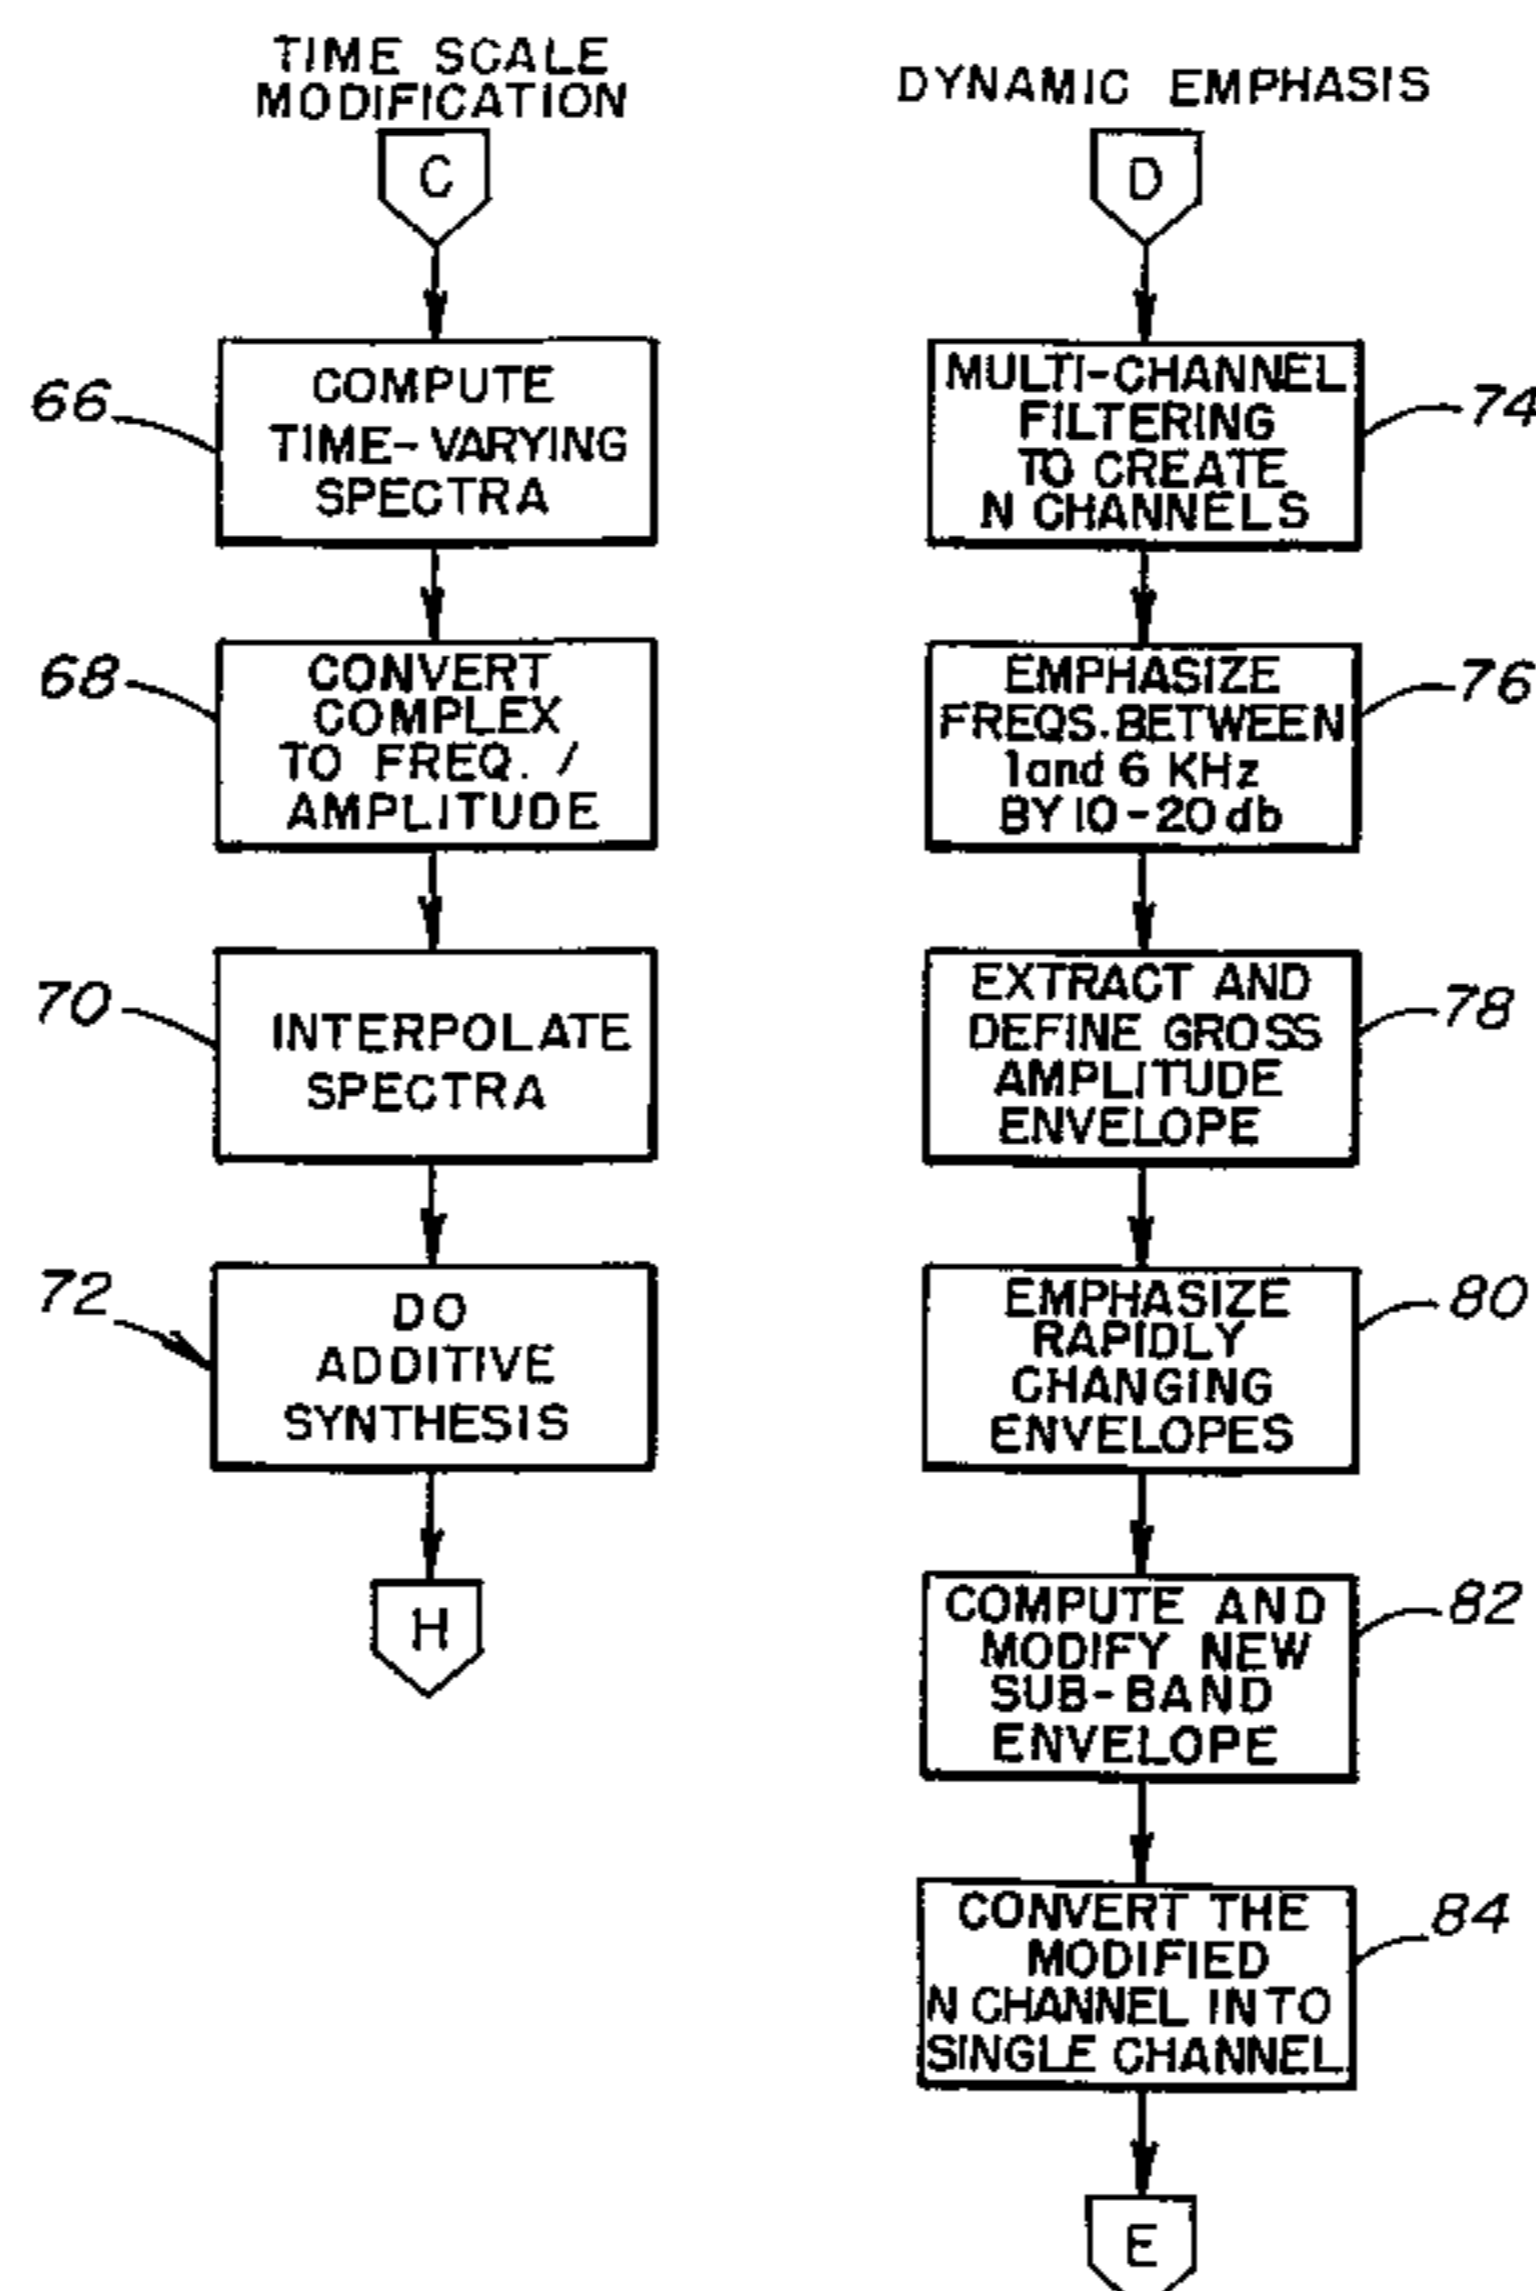 TIME SCALE
MODIFICATION
C
66
COMPUTE
TIME-VARYING
SPECTRA
68
CONVERT
COMPLEX
TO FREQ. /
AMPLITUDE
70
INTERPOLATE
SPECTRA
72
DO
ADDITIVE
SYNTHESIS
H
DYNAMIC EMPHASIS
D
MULTI-CHANNEL
FILTERING
TO CREATE
N CHANNELS
74
EMPHASIZE
FREQS. BETWEEN
1 and 6 KHz
BY 10-20 db
76
EXTRACT AND
DEFINE GROSS
AMPLITUDE
ENVELOPE
78
EMPHASIZE
RAPIDLY
CHANGING
ENVELOPES
80
COMPUTE AND
MODIFY NEW
SUB-BAND
ENVELOPE
82
CONVERT THE
MODIFIED
N CHANNEL INTO
SINGLE CHANNEL
84
E